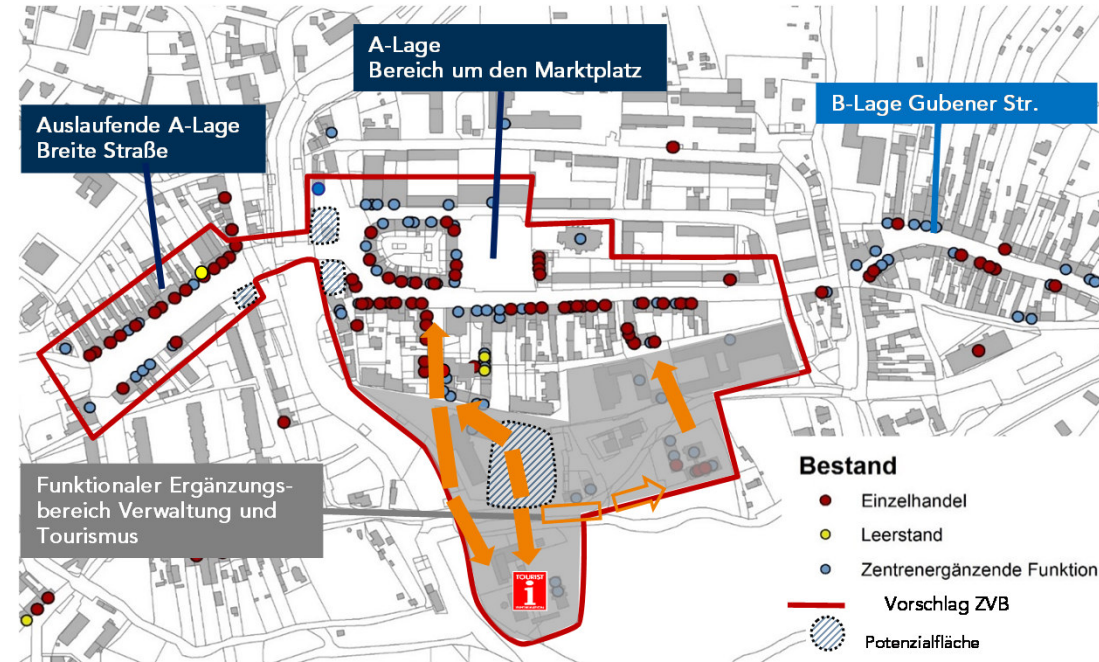 A-Lage
Bereich um den Marktplatz
B-Lage Gubener Str.
Auslaufende A-Lage
Breite Straße
Funktionaler Ergänzungs-
bereich Verwaltung und
Tourismus
TOURIST
i
Bestand
Einzelhandel
Leerstand
Zentrenergänzende Funktion
Vorschlag ZVB
Potenzialfläche